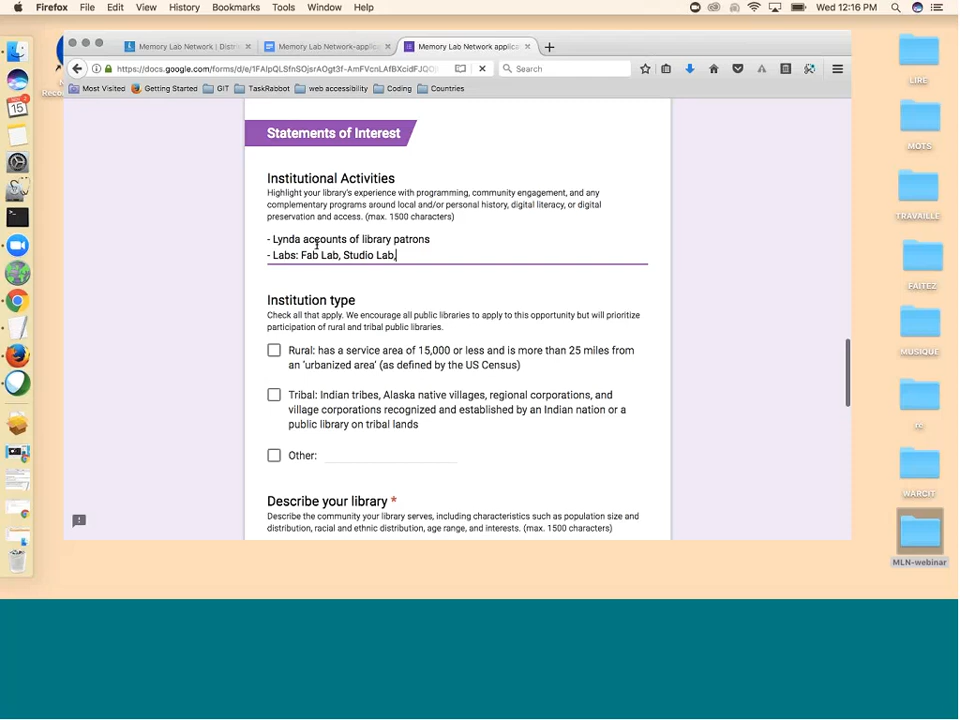 Firefox File Edit View History Bookmarks Tools Window Help Wed 12:16 PM
Memory Lab Network | Distri Memory Lab Network-applic Memory Lab Network applica
Search
Most Visited Getting Started GIT TaskRabbot web accessibility Coding Countries
Statements of Interest
Institutional Activities
Highlight your library's experience with programming, community engagement, and any
complementary programs around local and/or personal history, digital literacy, or digital
preservation and access. (max. 1500 characters)
- Lynda accounts of library patrons
- Labs: Fab Lab, Studio Lab,
Institution type
Check all that apply. We encourage all public libraries to apply to this opportunity but will prioritize
participation of rural and tribal public libraries.
Rural: has a service area of 15,000 or less and is more than 25 miles from
an 'urbanized area' (as defined by the US Census)
Tribal: Indian tribes, Alaska native villages, regional corporations, and
village corporations recognized and established by an Indian nation or a
public library on tribal lands
Other:
Describe your library *
Describe the community your library serves, including characteristics such as population size and
distribution, racial and ethnic distribution, age range, and interests. (max. 1500 characters)
15
LIRE
MOTS
TRAVAILLE
FAITEZ
MUSIQUE
WARCIT
MLN-webinar